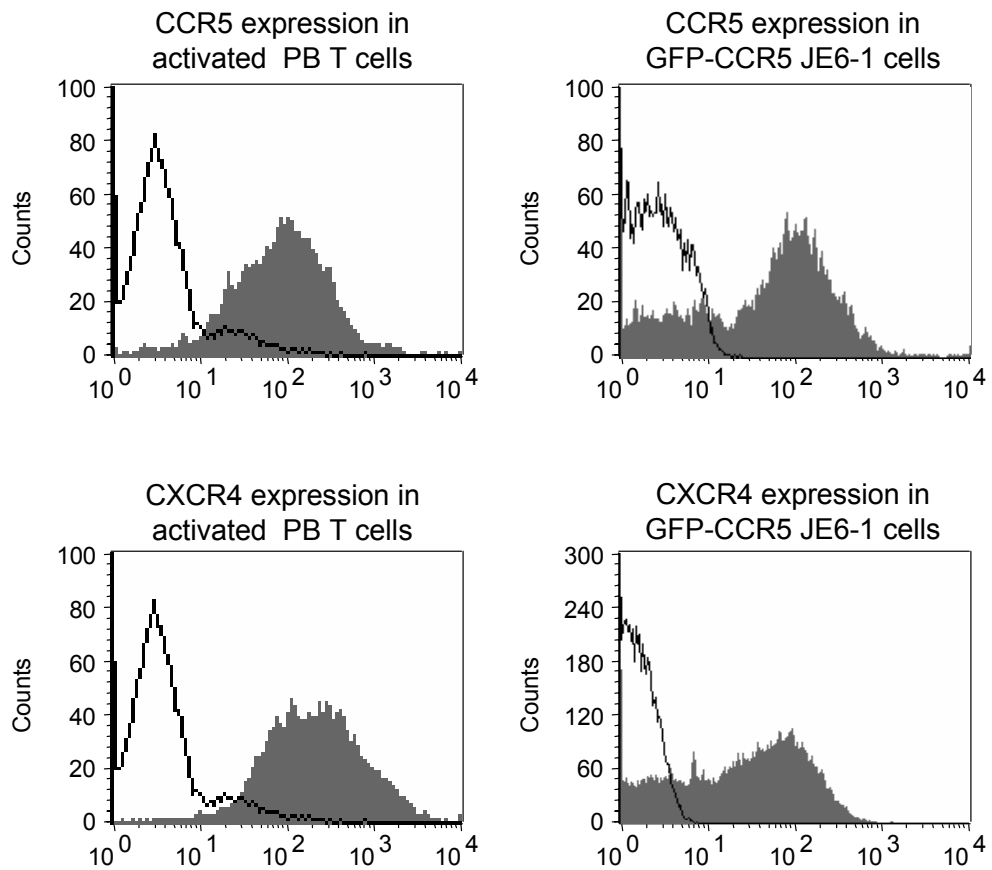 CCR5 expression in
activated PB T cells
CCR5 expression in
GFP-CCR5 JE6-1 cells
100
80
60
40
20
0
Counts
10^0 10^1 10^2 10^3 10^4
100
80
60
40
20
0
Counts
10^0 10^1 10^2 10^3 10^4
CXCR4 expression in
activated PB T cells
CXCR4 expression in
GFP-CCR5 JE6-1 cells
100
80
60
40
20
0
Counts
10^0 10^1 10^2 10^3 10^4
300
240
180
120
60
0
Counts
10^0 10^1 10^2 10^3 10^4